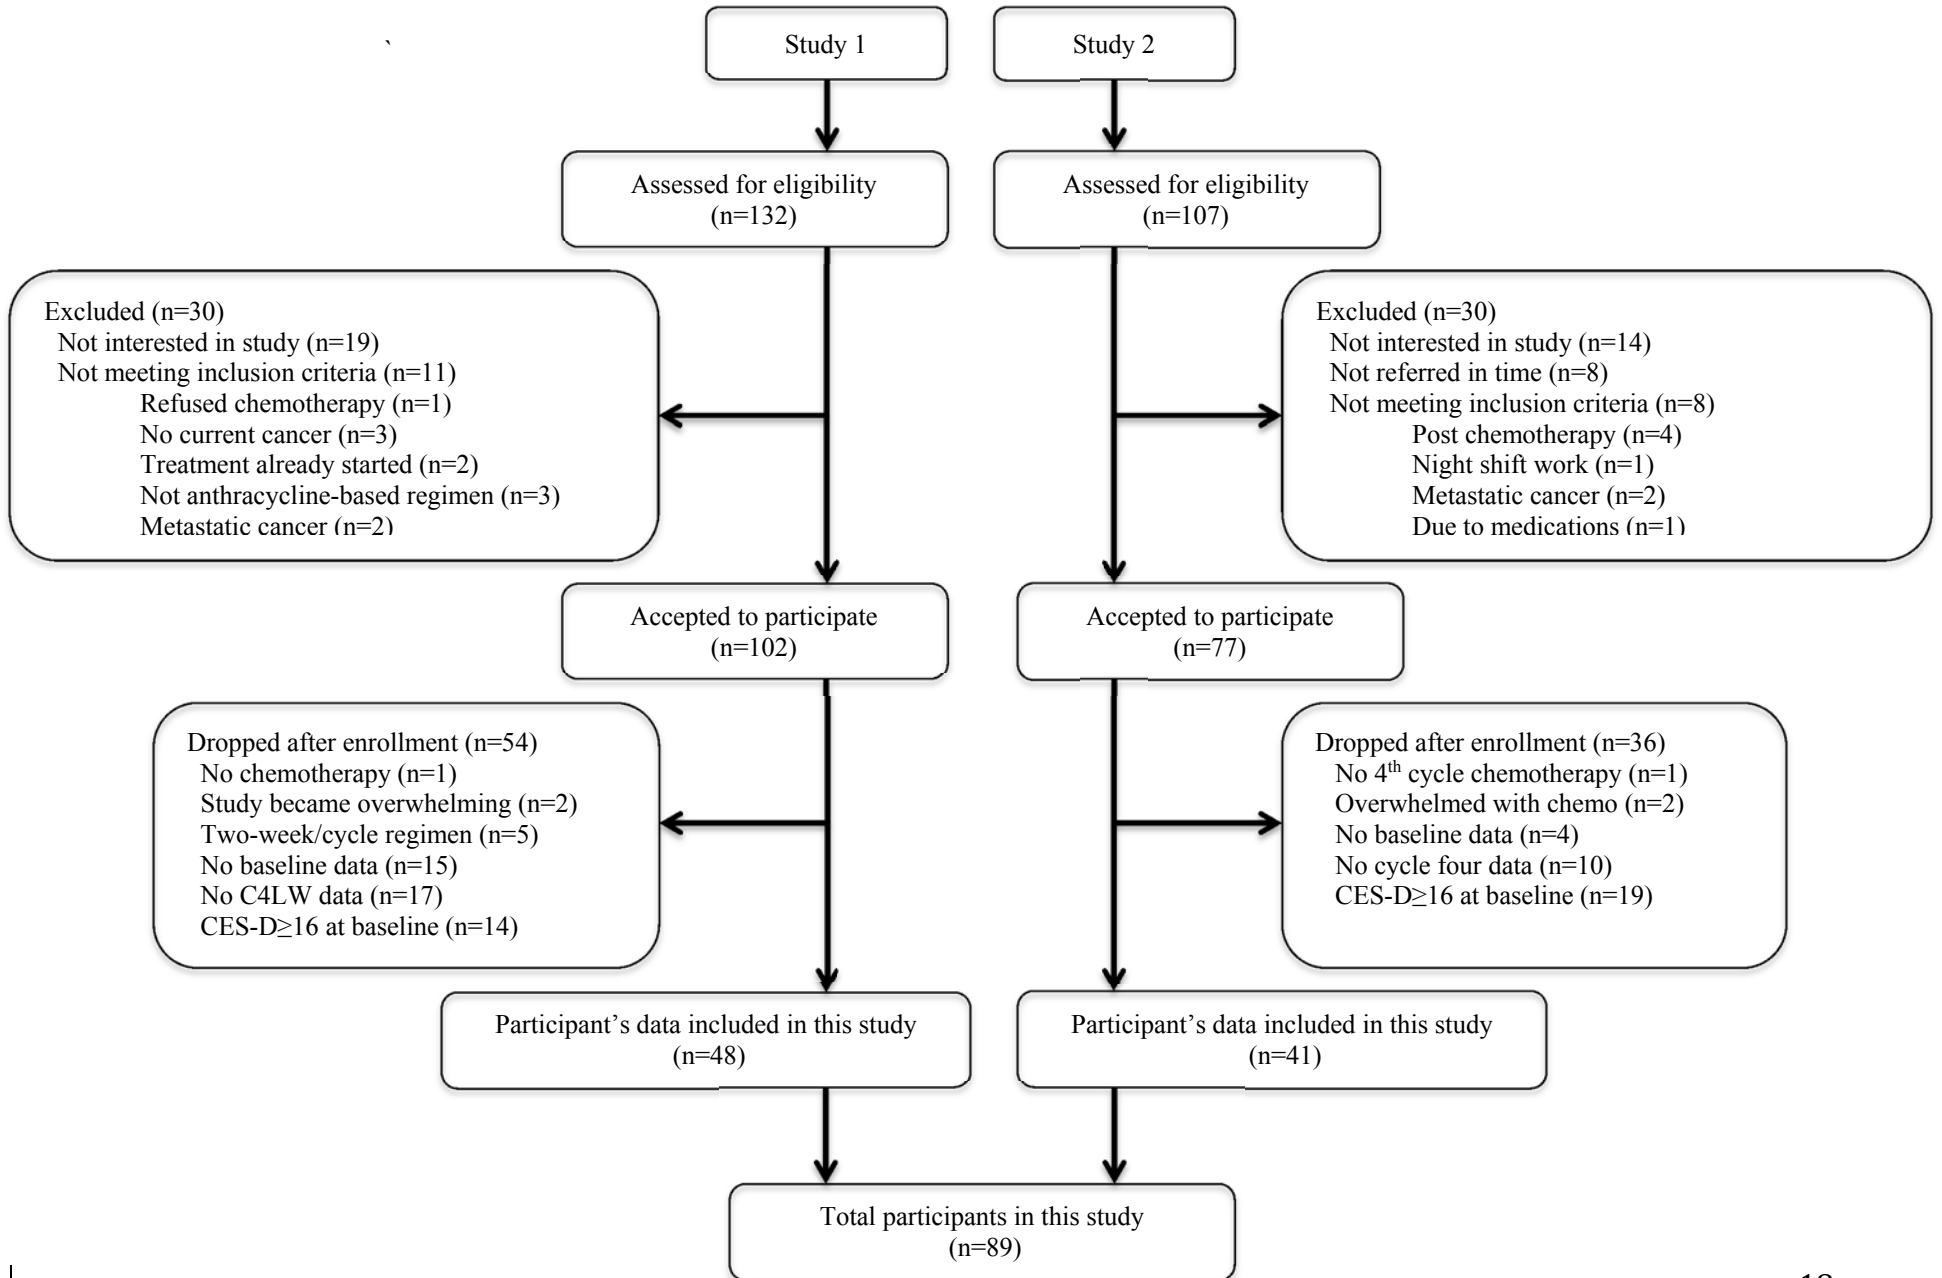 `
Study 1
Study 2
Assessed for eligibility
(n=132)
Assessed for eligibility
(n=107)
Excluded (n=30)
Not interested in study (n=19)
Not meeting inclusion criteria (n=11)
Refused chemotherapy (n=1)
No current cancer (n=3)
Treatment already started (n=2)
Not anthracycline-based regimen (n=3)
Metastatic cancer (n=2)
Excluded (n=30)
Not interested in study (n=14)
Not referred in time (n=8)
Not meeting inclusion criteria (n=8)
Post chemotherapy (n=4)
Night shift work (n=1)
Metastatic cancer (n=2)
Due to medications (n=1)
Accepted to participate
(n=102)
Accepted to participate
(n=77)
Dropped after enrollment (n=54)
No chemotherapy (n=1)
Study became overwhelming (n=2)
Two-week/cycle regimen (n=5)
No baseline data (n=15)
No C4LW data (n=17)
CES-D≥16 at baseline (n=14)
Dropped after enrollment (n=36)
No 4th cycle chemotherapy (n=1)
Overwhelmed with chemo (n=2)
No baseline data (n=4)
No cycle four data (n=10)
CES-D≥16 at baseline (n=19)
Participant’s data included in this study
(n=48)
Participant’s data included in this study
(n=41)
Total participants in this study
(n=89)